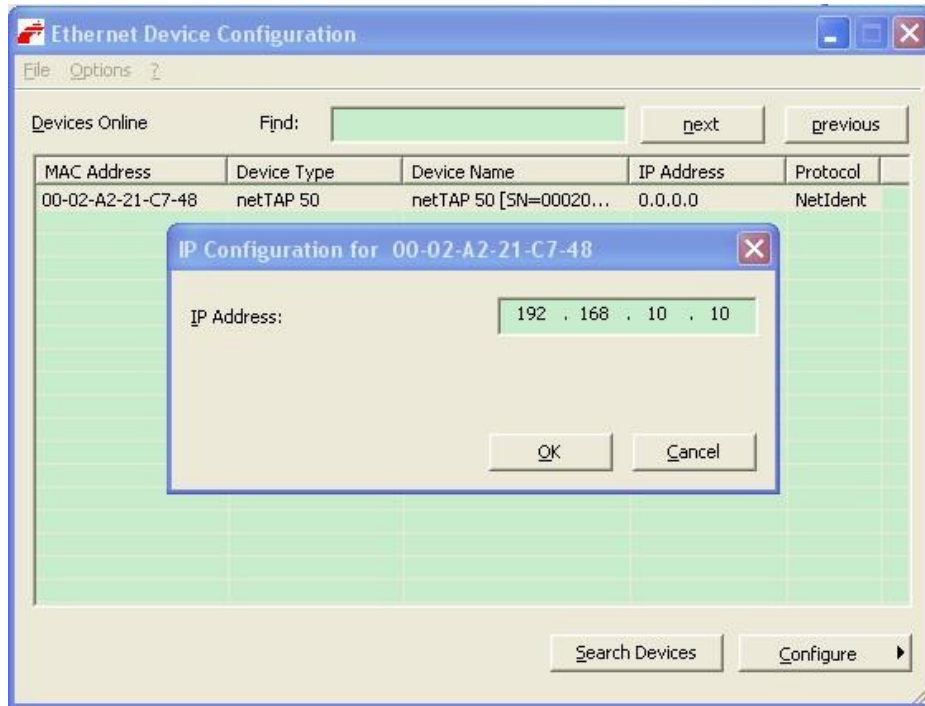 Ethernet Device Configuration
File Options ?
Devices Online Find: next previous
MAC Address Device Type Device Name IP Address Protocol
00-02-A2-21-C7-48 netTAP 50 netTAP 50 [SN=00020... 0.0.0.0 NetIdent
IP Configuration for 00-02-A2-21-C7-48
IP Address: 192 . 168 . 10 . 10
OK Cancel
Search Devices Configure